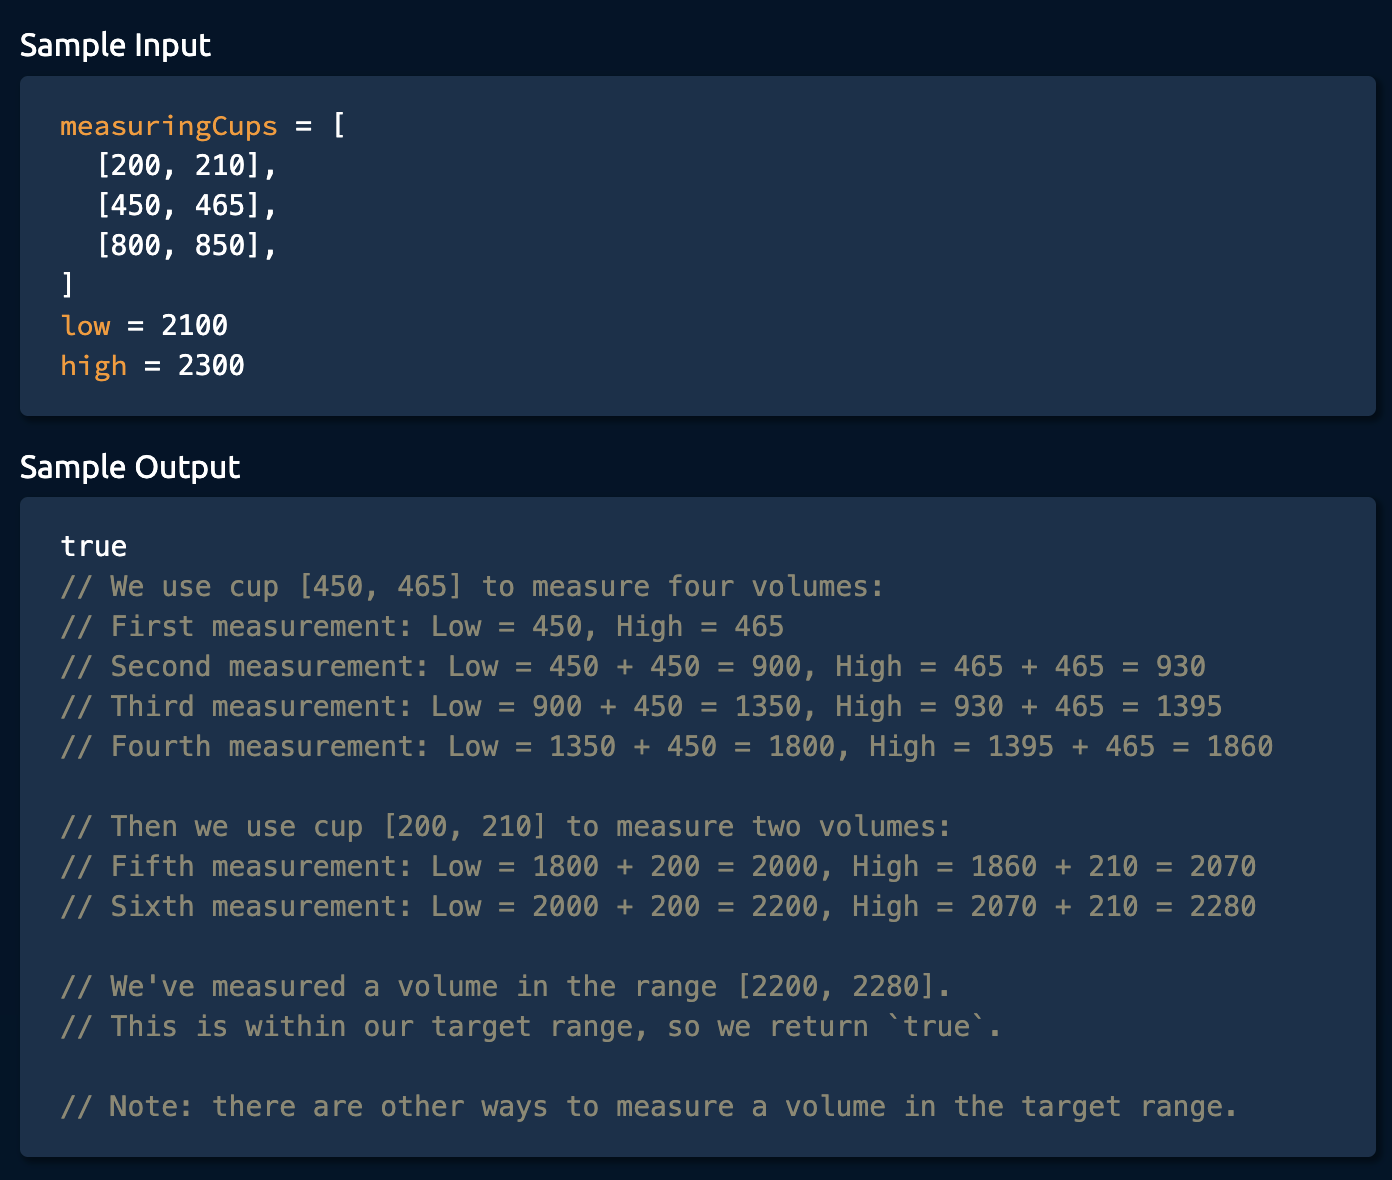 Sample Input
measuringCups = [
  [200, 210],
  [450, 465],
  [800, 850],
]
low = 2100
high = 2300
Sample Output
true
// We use cup [450, 465] to measure four volumes:
// First measurement: Low = 450, High = 465
// Second measurement: Low = 450 + 450 = 900, High = 465 + 465 = 930
// Third measurement: Low = 900 + 450 = 1350, High = 930 + 465 = 1395
// Fourth measurement: Low = 1350 + 450 = 1800, High = 1395 + 465 = 1860
// Then we use cup [200, 210] to measure two volumes:
// Fifth measurement: Low = 1800 + 200 = 2000, High = 1860 + 210 = 2070
// Sixth measurement: Low = 2000 + 200 = 2200, High = 2070 + 210 = 2280
// We've measured a volume in the range [2200, 2280].
// This is within our target range, so we return `true`.
// Note: there are other ways to measure a volume in the target range.